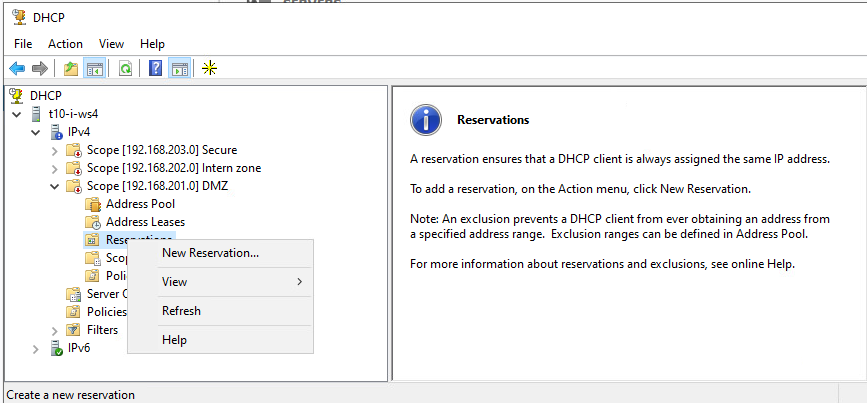 DHCP
File Action View Help
DHCP
t10-i-ws4
IPv4
Scope [192.168.203.0] Secure
Scope [192.168.202.0] Intern zone
Scope [192.168.201.0] DMZ
Address Pool
Address Leases
Reservations
Scop
Poli
Server O
Policies
Filters
IPv6
New Reservation...
View
Refresh
Help
Reservations
A reservation ensures that a DHCP client is always assigned the same IP address.
To add a reservation, on the Action menu, click New Reservation.
Note: An exclusion prevents a DHCP client from ever obtaining an address from
a specified address range. Exclusion ranges can be defined in Address Pool.
For more information about reservations and exclusions, see online Help.
Create a new reservation